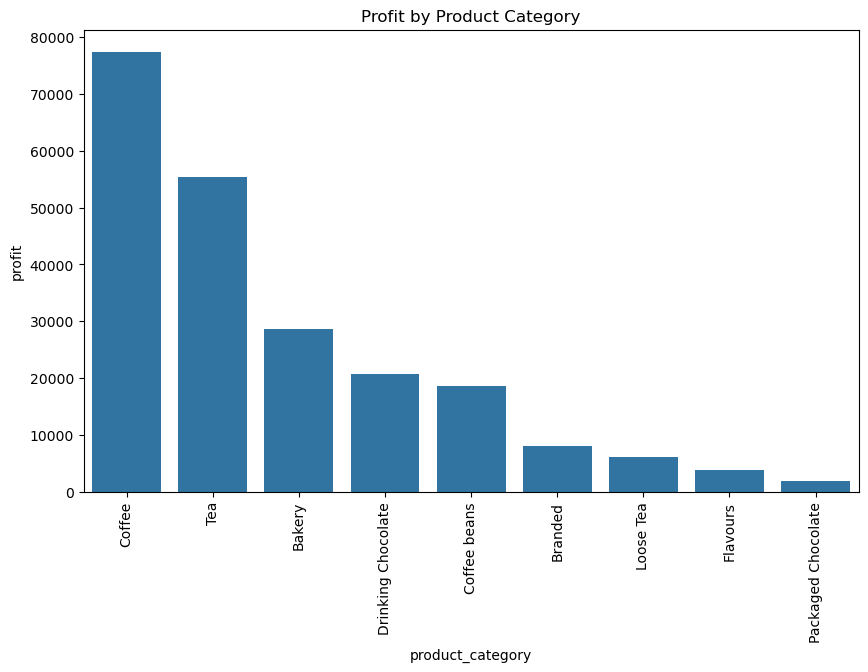 Profit by Product Category
profit
80000
70000
60000
50000
40000
30000
20000
10000
0
Coffee
Tea
Bakery
Drinking Chocolate
Coffee beans
Branded
Loose Tea
Flavours
Packaged Chocolate
product_category